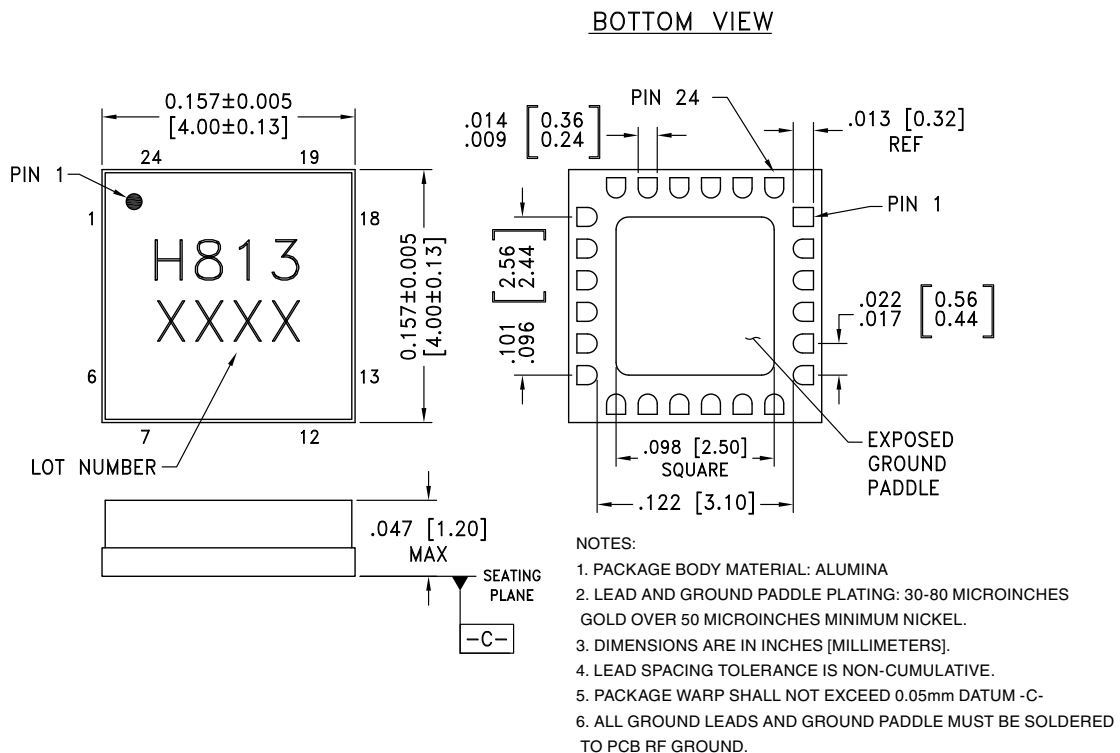 BOTTOM VIEW
0.157±0.005
[4.00±0.13]
24
19
PIN 1
1
18
H813
XXXX
6
13
7
12
LOT NUMBER
0.157±0.005
[4.00±0.13]
.047 [1.20]
MAX
SEATING
PLANE
-C-
PIN 24
.014 [0.36]
.009 [0.24]
.013 [0.32]
REF
PIN 1
[2.56]
[2.44]
.101
.096
.022 [0.56]
.017 [0.44]
.098 [2.50]
SQUARE
.122 [3.10]
EXPOSED
GROUND
PADDLE
NOTES:
1. PACKAGE BODY MATERIAL: ALUMINA
2. LEAD AND GROUND PADDLE PLATING: 30-80 MICROINCHES
GOLD OVER 50 MICROINCHES MINIMUM NICKEL.
3. DIMENSIONS ARE IN INCHES [MILLIMETERS].
4. LEAD SPACING TOLERANCE IS NON-CUMULATIVE.
5. PACKAGE WARP SHALL NOT EXCEED 0.05mm DATUM -C-
6. ALL GROUND LEADS AND GROUND PADDLE MUST BE SOLDERED
TO PCB RF GROUND.